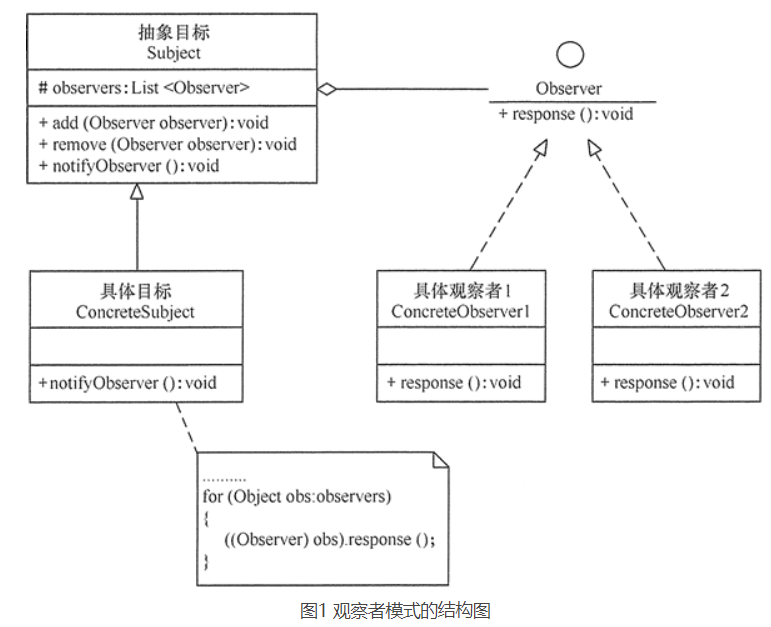 抽象目标
Subject
# observers:List <Observer>
+ add (Observer observer):void
+ remove (Observer observer):void
+ notifyObserver ():void
Observer
+ response ():void
具体目标
ConcreteSubject
+notifyObserver ():void
具体观察者1
ConcreteObserver1
+ response ():void
具体观察者2
ConcreteObserver2
+ response ():void
..........
for (Object obs:observers)
{
((Observer) obs).response ();
}
图1 观察者模式的结构图